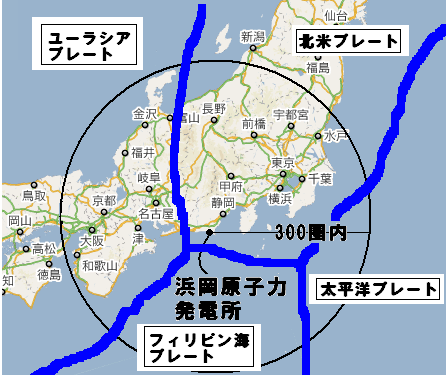 ユーラシア
プレート
北米プレート
仙台
新潟
福島
長野
金沢
富山
宇都宮
前橋
水戸
福井
岐阜
甲府
東京
千葉
横浜
鳥取
京都
名古屋
静岡
岡山
大阪
津
300圏内
高松
和歌山
徳島
知
浜岡原子力
発電所
太平洋プレート
フィリピン海
プレート